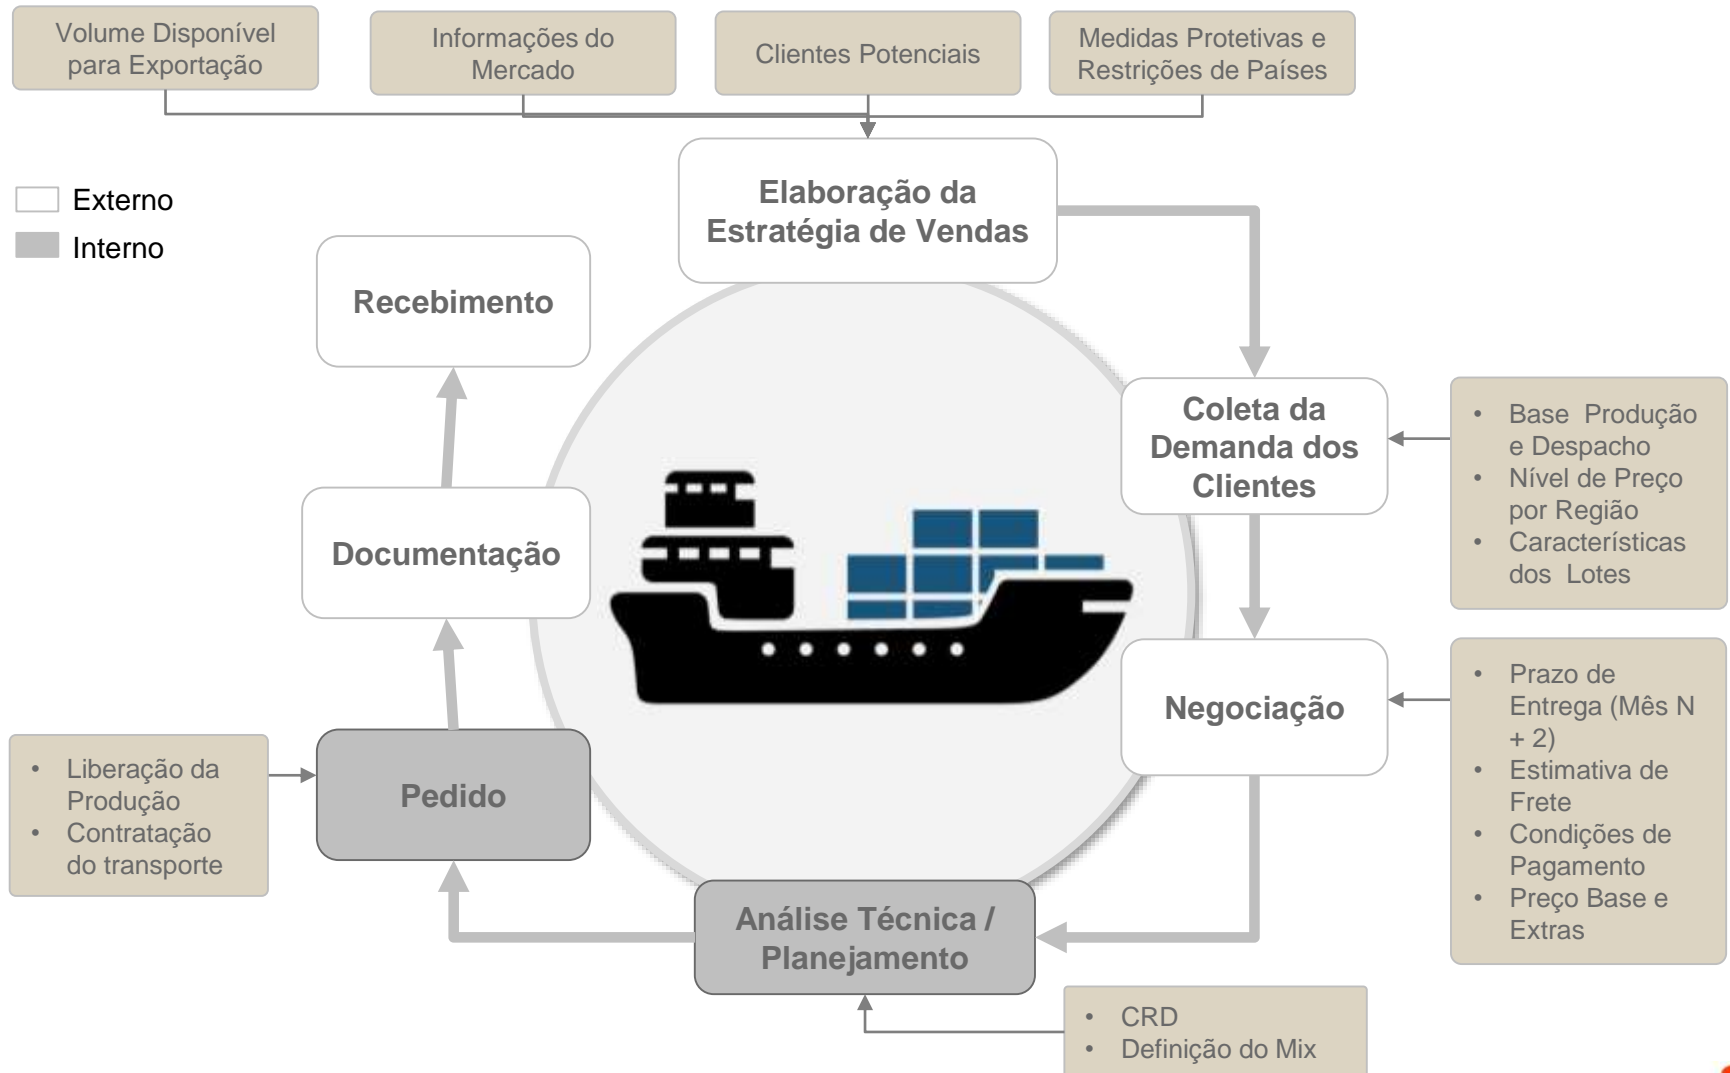 Volume Disponível
para Exportação
Informações do
Mercado
Clientes Potenciais
Medidas Protetivas e
Restrições de Países
Externo
Interno
Elaboração da
Estratégia de Vendas
Recebimento
Coleta da
Demanda dos
Clientes
• Base Produção
e Despacho
• Nível de Preço
por Região
• Características
dos Lotes
Documentação
Negociação
• Prazo de
Entrega (Mês N
+ 2)
• Estimativa de
Frete
• Condições de
Pagamento
• Preço Base e
Extras
• Liberação da
Produção
• Contratação
do transporte
Pedido
Análise Técnica /
Planejamento
• CRD
• Definição do Mix